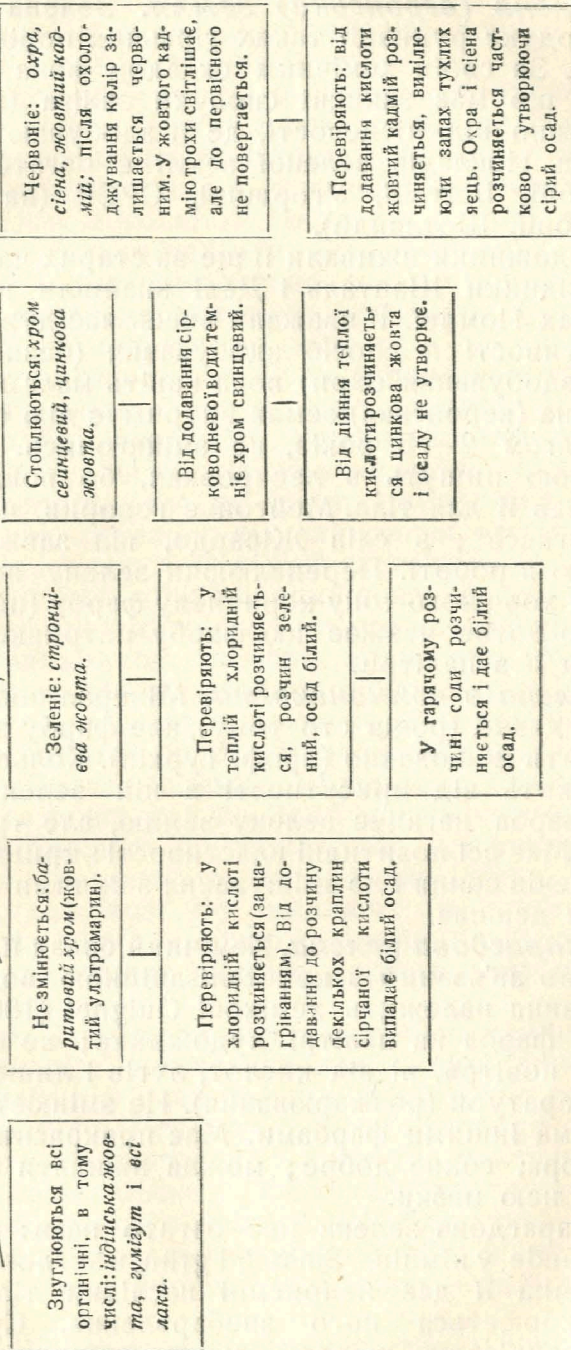 Звуглюються всі
органічні в тому
числі: індійська жов-
та, гумігут і всі
лаки.
Не змінюється: ба-
ритовий хром (жов-
тий ультрамарин),
Перевіряють: у
хлоридній кислоті
розчиняється (за на-
гріванням). Від до-
давання до розчину
декількох краплин
сірчаної кислоти
випадає білий осад.
Зеленіє: стронці-
єва жовта.
Перевіряють: у
теплій хлоридній
кислоті розчиняєть-
ся, розчин зеле-
ний, осад білий.
У гарячому роз-
чині соди розчи-
няється і дає білий
осад.
Стоплюються: хром
свинцевий, цинкова
жовта.
Від додавання сір-
ководневої води тем-
ніє хром свинцевий.
Від діяння теплої
кислоти розчиняєть-
ся цинкова жовта
і осаду не утворює.
Червоніє: охра,
сієна, жовтий кад-
мій; після охоло-
джування колір за-
лишається черво-
ним. У жовтого кад-
мію трохи світлішає,
але до первісного
не повертається.
Перевіряють: від
додавання кислоти
жовтий кадмій роз-
чиняється, виділю-
ючи запах тухлих
яєць. Охра і сієна
розчиняється част-
ково, утворюючи
сірий осад.